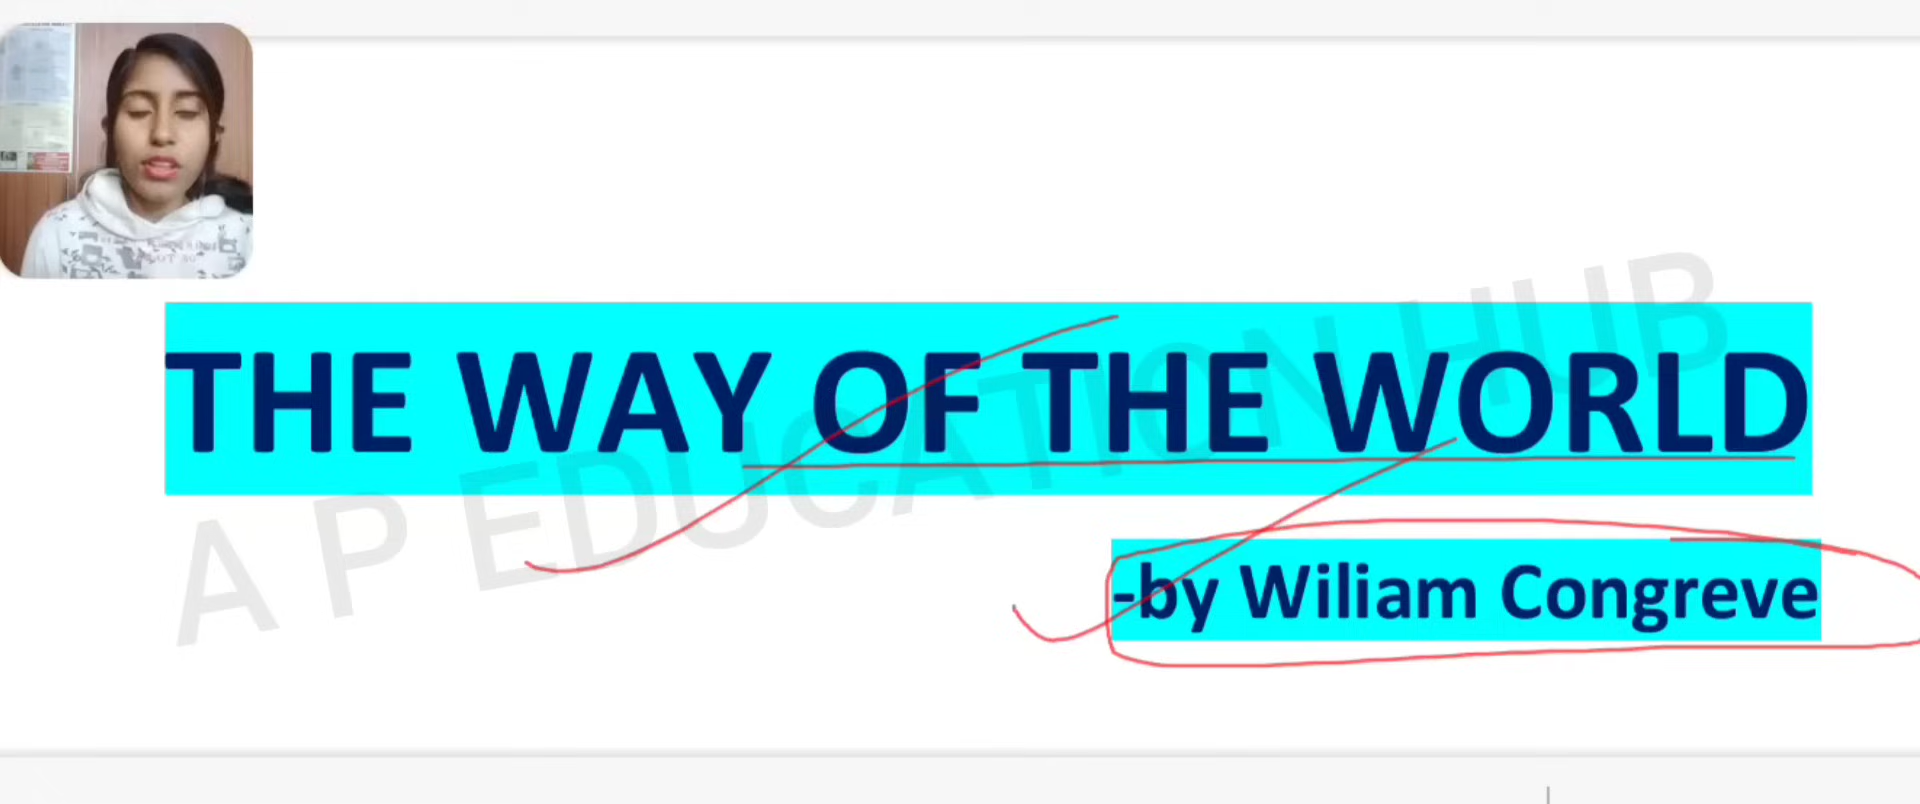 THE WAY OF THE WORLD
-by Wiliam Congreve
A P EDUCATION HUB